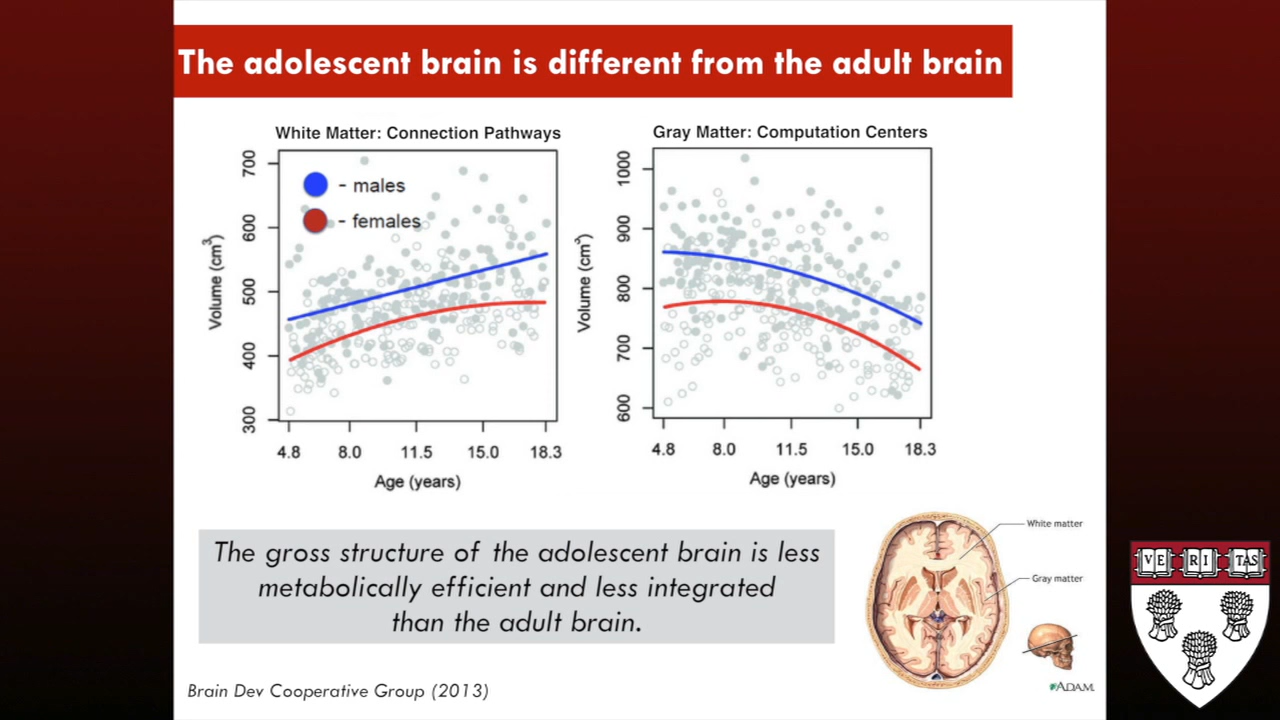 The adolescent brain is different from the adult brain
White Matter: Connection Pathways
Volume (cm³)
700
600
500
400
300
- males
- females
4.8 8.0 11.5 15.0 18.3
Age (years)
Gray Matter: Computation Centers
Volume (cm³)
1000
900
800
700
600
4.8 8.0 11.5 15.0 18.3
Age (years)
The gross structure of the adolescent brain is less
metabolically efficient and less integrated
than the adult brain.
White matter
Gray matter
ADAM.
Brain Dev Cooperative Group (2013)
VE RI TAS